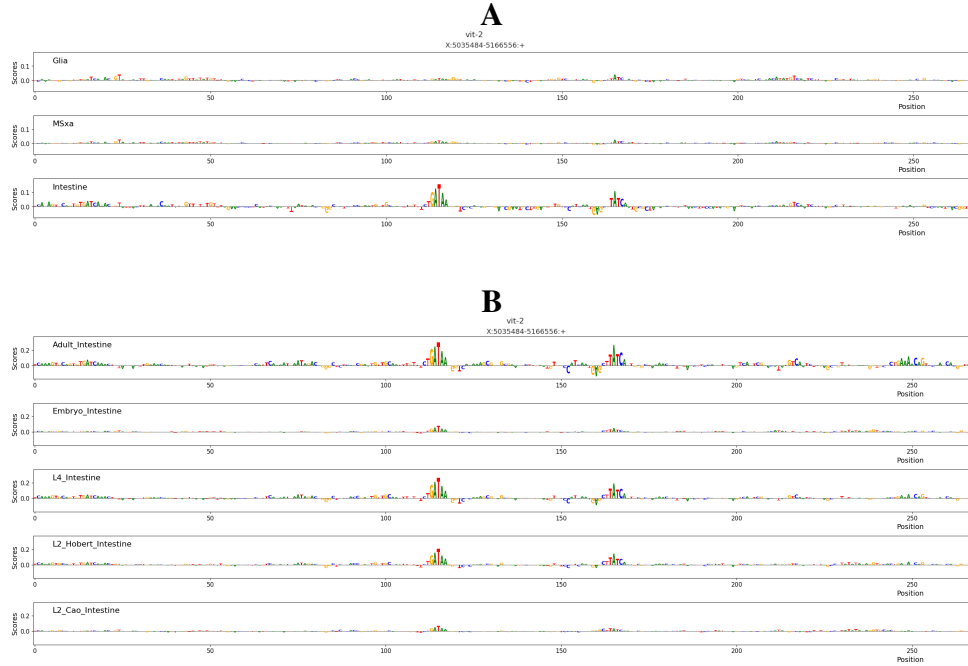 A
vit-2
X:5035484-5166556:+
Glia
Scores
0.1
0.0
0 50 100 150 200 250
Position
MSxa
Scores
0.1
0.0
0 50 100 150 200 250
Position
Intestine
Scores
0.1
0.0
0 50 100 150 200 250
Position
B
vit-2
X:5035484-5166556:+
Adult_Intestine
Scores
0.2
0.0
0 50 100 150 200 250
Position
Embryo_Intestine
Scores
0.2
0.0
0 50 100 150 200 250
Position
L4_Intestine
Scores
0.2
0.0
0 50 100 150 200 250
Position
L2_Hobert_Intestine
Scores
0.2
0.0
0 50 100 150 200 250
Position
L2_Cao_Intestine
Scores
0.2
0.0
0 50 100 150 200 250
Position